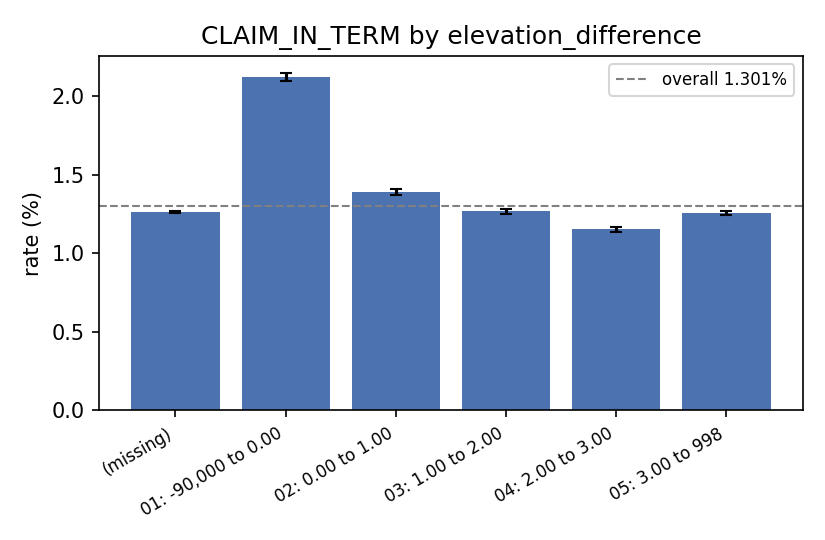 CLAIM_IN_TERM by elevation_difference
overall 1.301%
rate (%)
2.0
1.5
1.0
0.5
0.0
(missing)
01: -90,000 to 0.00
02: 0.00 to 1.00
03: 1.00 to 2.00
04: 2.00 to 3.00
05: 3.00 to 998